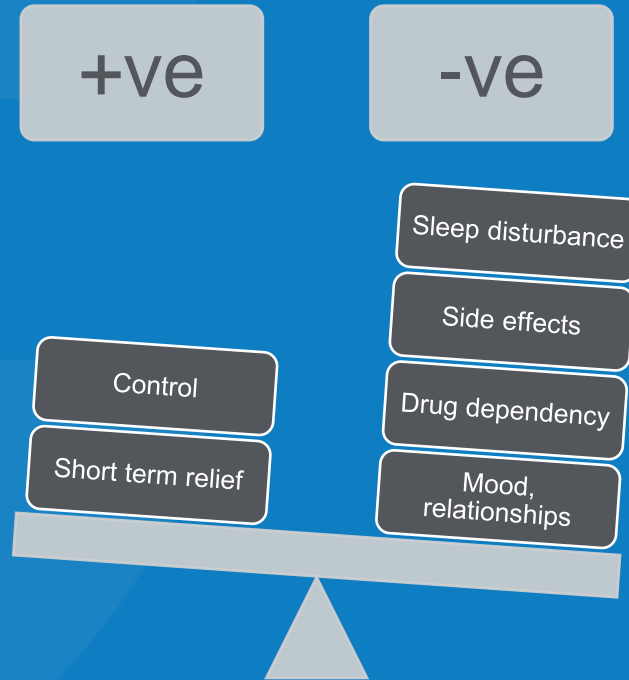 +ve
-ve
Sleep disturbance
Side effects
Control
Drug dependency
Short term relief
Mood,
relationships